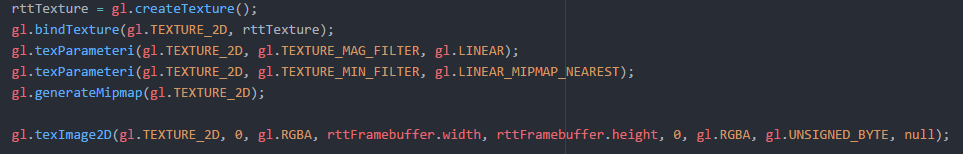 rttTexture = gl.createTexture();
gl.bindTexture(gl.TEXTURE_2D, rttTexture);
gl.texParameteri(gl.TEXTURE_2D, gl.TEXTURE_MAG_FILTER, gl.LINEAR);
gl.texParameteri(gl.TEXTURE_2D, gl.TEXTURE_MIN_FILTER, gl.LINEAR_MIPMAP_NEAREST);
gl.generateMipmap(gl.TEXTURE_2D);
gl.texImage2D(gl.TEXTURE_2D, 0, gl.RGBA, rttFramebuffer.width, rttFramebuffer.height, 0, gl.RGBA, gl.UNSIGNED_BYTE, null);